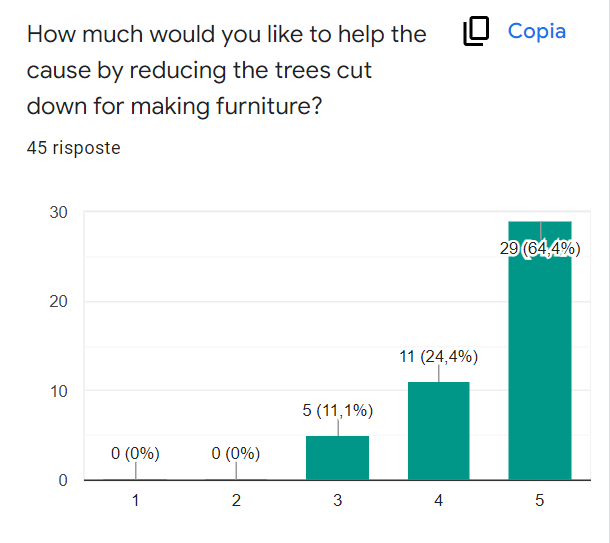 How much would you like to help the
Copia
cause by reducing the trees cut
down for making furniture?
45 risposte
30
20
10
0
0 (0%)
0 (0%)
5 (11,1%)
11 (24,4%)
29 (64,4%)
1
2
3
4
5